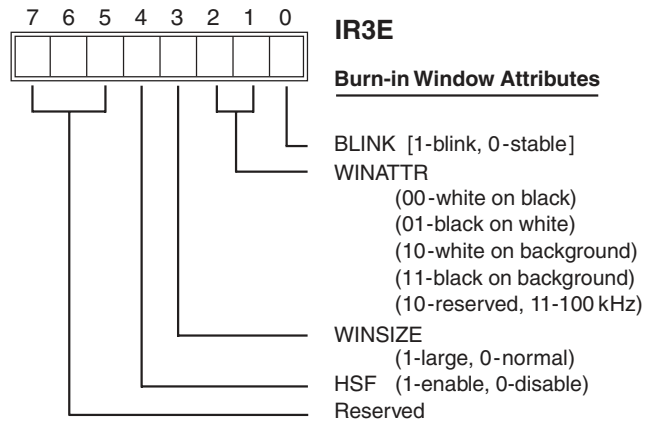 7 6 5 4 3 2 1 0
IR3E
Burn-in Window Attributes
BLINK [1-blink, 0-stable]
WINATTR
(00-white on black)
(01-black on white)
(10-white on background)
(11-black on background)
(10-reserved, 11-100 kHz)
WINSIZE
(1-large, 0-normal)
HSF (1-enable, 0-disable)
Reserved